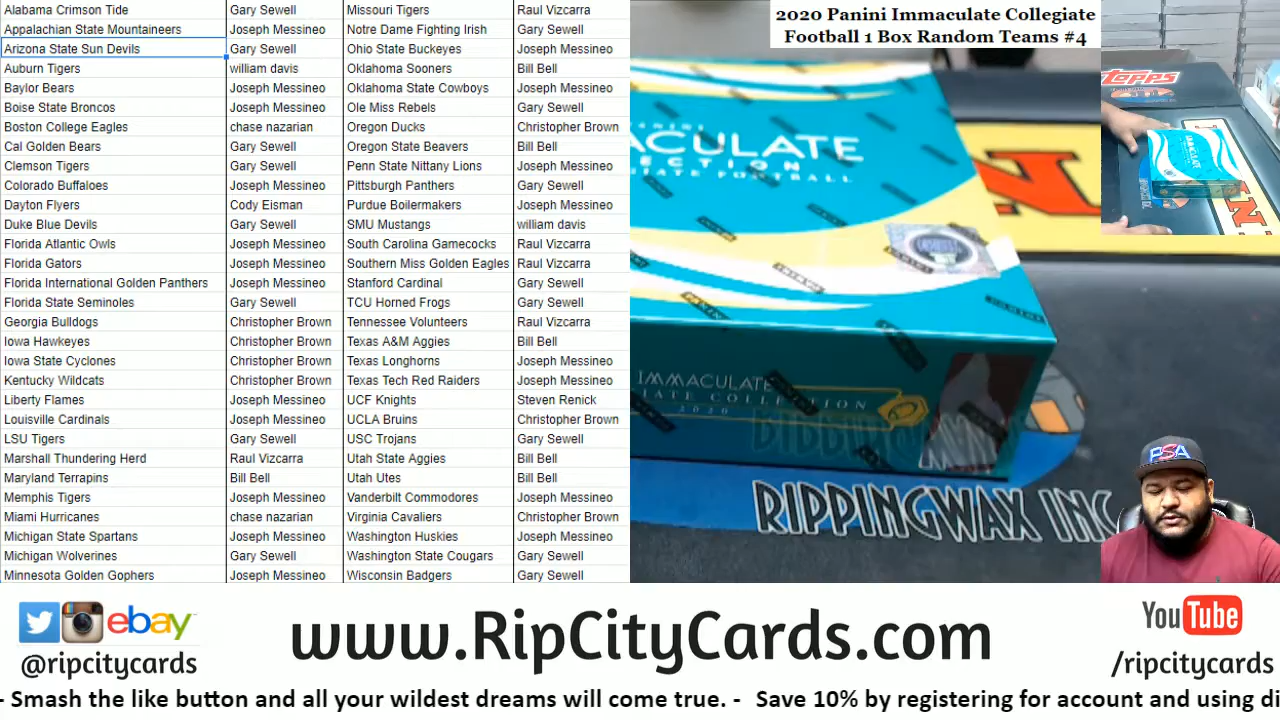 Alabama Crimson Tide Gary Sewell Missouri Tigers Raul Vizcarra
Appalachian State Mountaineers Joseph Messineo Notre Dame Fighting Irish Gary Sewell
Arizona State Sun Devils Gary Sewell Ohio State Buckeyes Joseph Messineo
Auburn Tigers william davis Oklahoma Sooners Bill Bell
Baylor Bears Joseph Messineo Oklahoma State Cowboys Joseph Messineo
Boise State Broncos Joseph Messineo Ole Miss Rebels Gary Sewell
Boston College Eagles chase nazarian Oregon Ducks Christopher Brown
Cal Golden Bears Gary Sewell Oregon State Beavers Bill Bell
Clemson Tigers Gary Sewell Penn State Nittany Lions Joseph Messineo
Colorado Buffaloes Joseph Messineo Pittsburgh Panthers Gary Sewell
Dayton Flyers Cody Eisman Purdue Boilermakers Joseph Messineo
Duke Blue Devils Gary Sewell SMU Mustangs william davis
Florida Atlantic Owls Joseph Messineo South Carolina Gamecocks Raul Vizcarra
Florida Gators Joseph Messineo Southern Miss Golden Eagles Raul Vizcarra
Florida International Golden Panthers Joseph Messineo Stanford Cardinal Gary Sewell
Florida State Seminoles Gary Sewell TCU Horned Frogs Gary Sewell
Georgia Bulldogs Christopher Brown Tennessee Volunteers Raul Vizcarra
Iowa Hawkeyes Christopher Brown Texas A&M Aggies Bill Bell
Iowa State Cyclones Christopher Brown Texas Longhorns Joseph Messineo
Kentucky Wildcats Christopher Brown Texas Tech Red Raiders Joseph Messineo
Liberty Flames Joseph Messineo UCF Knights Steven Renick
Louisville Cardinals Joseph Messineo UCLA Bruins Christopher Brown
LSU Tigers Gary Sewell USC Trojans Gary Sewell
Marshall Thundering Herd Raul Vizcarra Utah State Aggies Bill Bell
Maryland Terrapins Bill Bell Utah Utes Bill Bell
Memphis Tigers Joseph Messineo Vanderbilt Commodores Joseph Messineo
Miami Hurricanes chase nazarian Virginia Cavaliers Christopher Brown
Michigan State Spartans Joseph Messineo Washington Huskies Joseph Messineo
Michigan Wolverines Gary Sewell Washington State Cougars Gary Sewell
Minnesota Golden Gophers Joseph Messineo Wisconsin Badgers Gary Sewell
2020 Panini Immaculate Collegiate
Football 1 Box Random Teams #4
PANINI
ACULATE
ECTION
IATE FOOTBALL
IMMACULATE
IATE COLLECTION
2020
RIPPINGWAX INC
TOPPS
IMMACULATE
PSA
ebay
@ripcitycards
www.RipCityCards.com
YouTube
/ripcitycards
- Smash the like button and all your wildest dreams will come true. - Save 10% by registering for account and using di